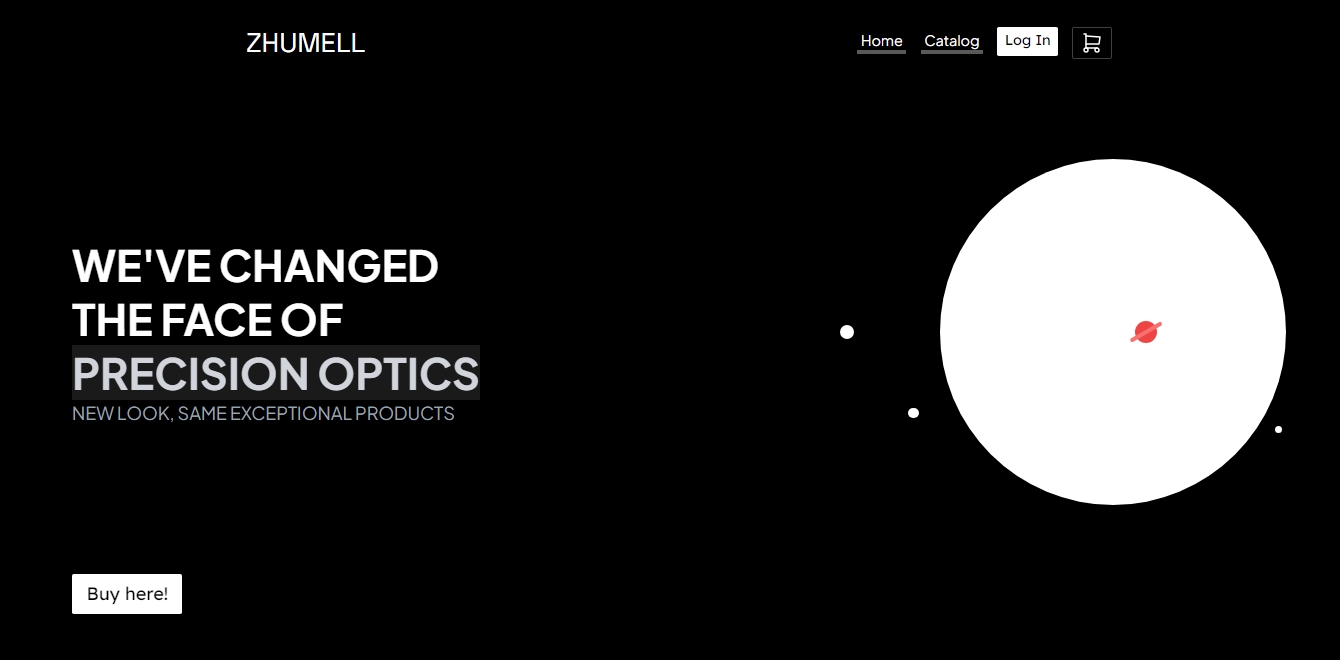 ZHUMELL
Home
Catalog
Log In
WE'VE CHANGED
THE FACE OF
PRECISION OPTICS
NEW LOOK, SAME EXCEPTIONAL PRODUCTS
Buy here!